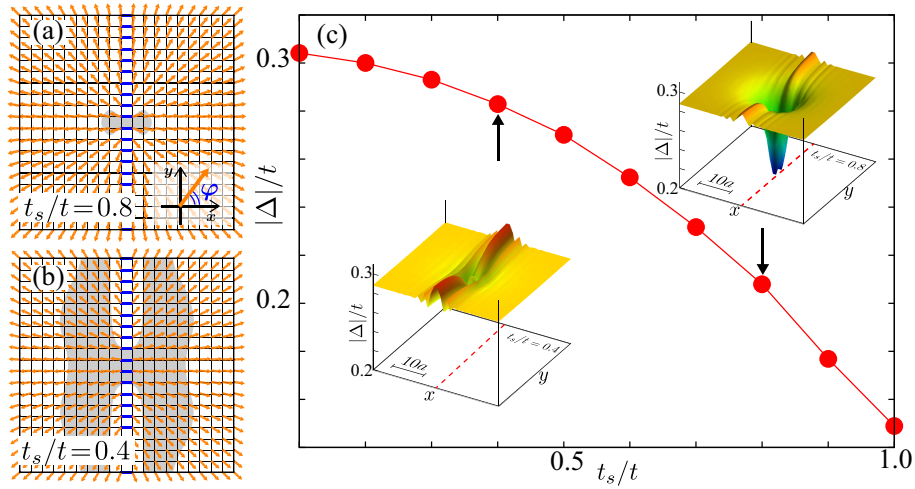 (a)
y
φ
x
t_s/t=0.8
(b)
t_s/t=0.4
(c)
|Δ|/t
0.3
0.2
0.5
t_s/t
1.0
0.3
|Δ|/t
0.2
10a
x
y
t_s/t=0.4
0.3
|Δ|/t
0.2
10a
x
y
t_s/t=0.8